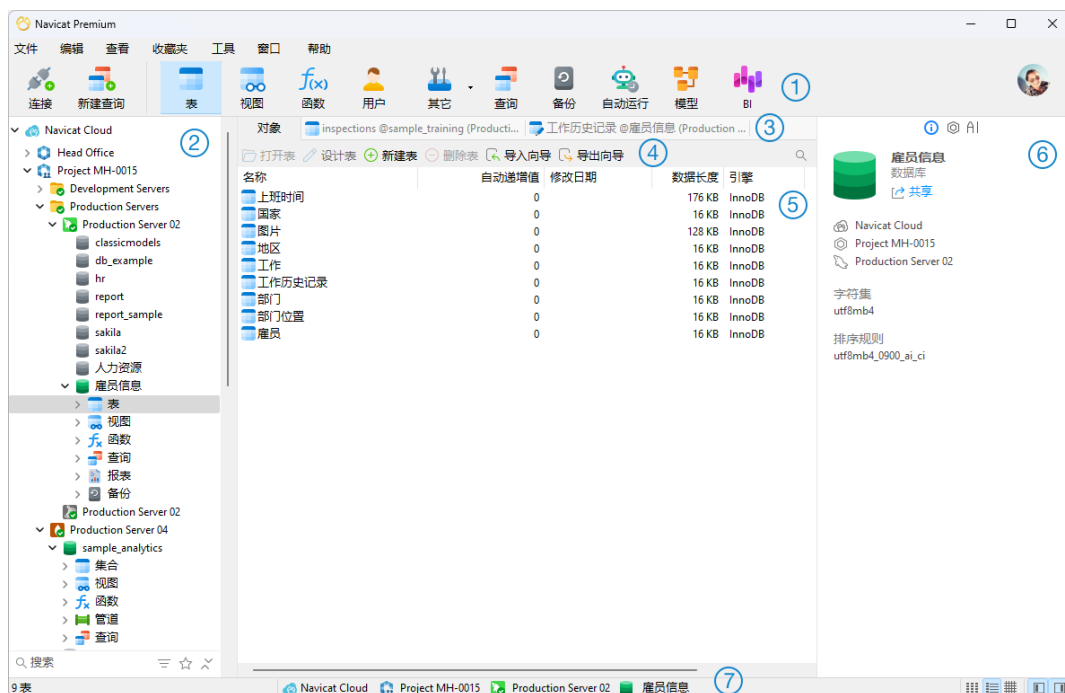 Navicat Premium
文件 编辑 查看 收藏夹 工具 窗口 帮助
连接 新建查询 表 视图 函数 用户 其它 查询 备份 自动运行 模型 BI ①
Navicat Cloud ②
Head Office
Project MH-0015
Development Servers
Production Servers
Production Server 02
classicmodels
db_example
hr
report
report_sample
sakila
sakila2
人力资源
雇员信息
表
视图
函数
查询
报表
备份
Production Server 02
Production Server 04
sample_analytics
集合
视图
函数
管道
查询
搜索
对象 inspections @sample_training (Producti... 工作历史记录 @雇员信息 (Production ... ③
打开表 设计表 新建表 删除表 导入向导 导出向导 ④
名称 自动递增值 修改日期 数据长度 引擎
上班时间 0 176 KB InnoDB ⑤
国家 0 16 KB InnoDB
图片 0 128 KB InnoDB
地区 0 16 KB InnoDB
工作 0 16 KB InnoDB
工作历史记录 0 16 KB InnoDB
部门 0 16 KB InnoDB
部门位置 0 16 KB InnoDB
雇员 0 16 KB InnoDB
AI
⑥
雇员信息
数据库
共享
Navicat Cloud
Project MH-0015
Production Server 02
字符集
utf8mb4
排序规则
utf8mb4_0900_ai_ci
9 表 Navicat Cloud Project MH-0015 Production Server 02 雇员信息 ⑦